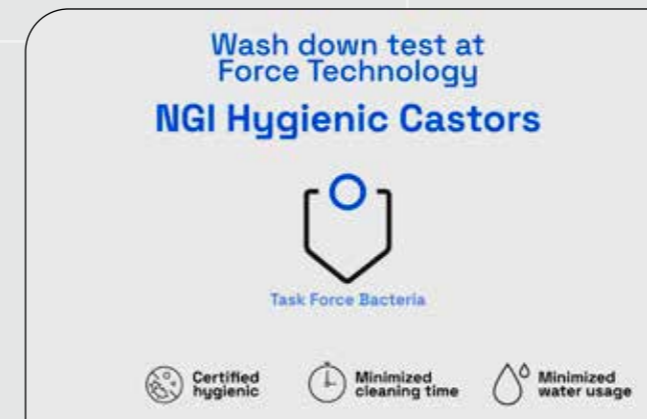 Wash down test at
Force Technology
NGI Hygienic Castors
Task Force Bacteria
Certified
hygienic
Minimized
cleaning time
Minimized
water usage